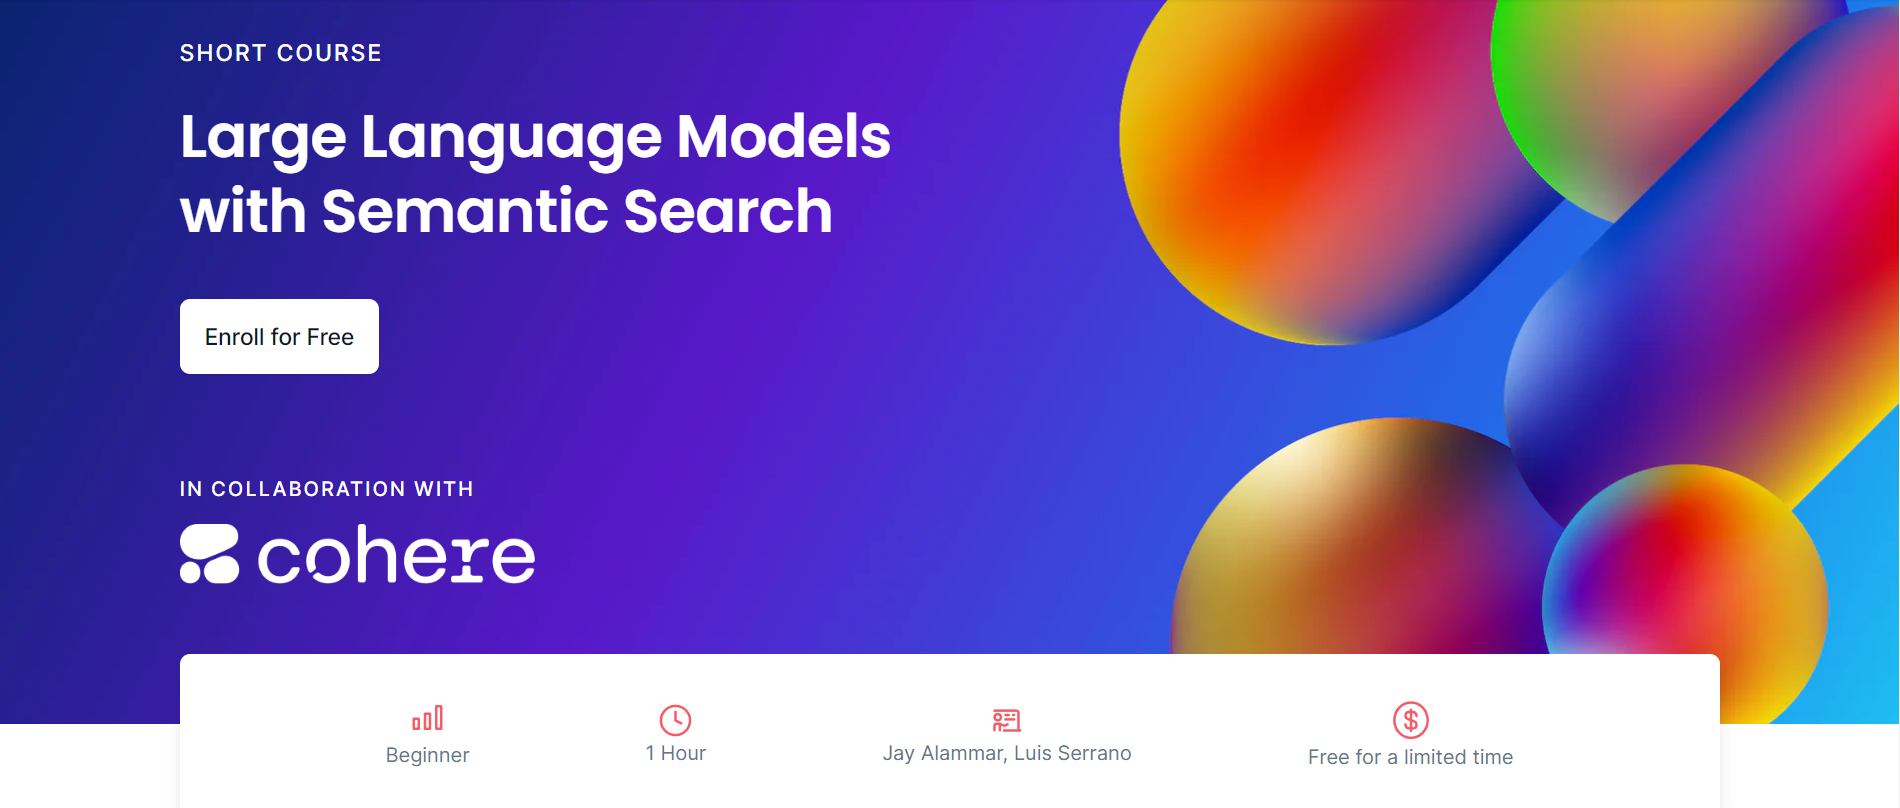 SHORT COURSE
Large Language Models
with Semantic Search
Enroll for Free
IN COLLABORATION WITH
cohere
Beginner
1 Hour
Jay Alammar, Luis Serrano
Free for a limited time